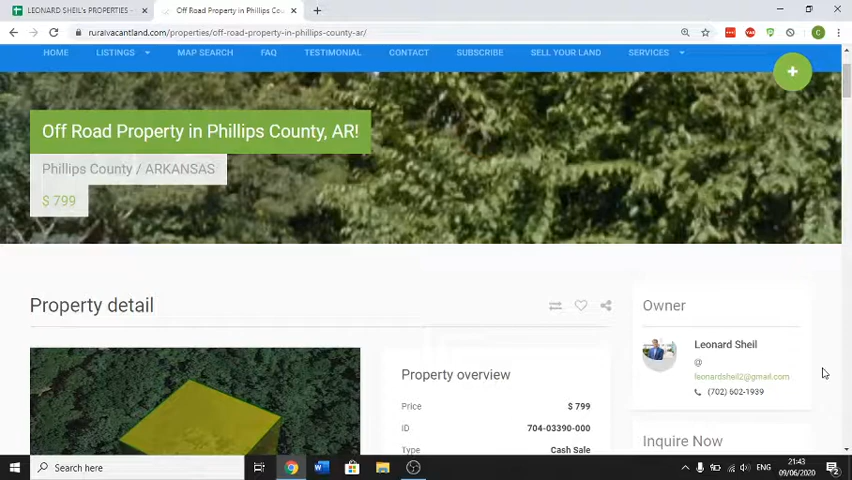 LEONARD SHEIL's PROPERTIES -
Off Road Property in Phillips Cou
ruralvacantland.com/properties/off-road-property-in-phillips-county-ar/
HOME LISTINGS MAP SEARCH FAQ TESTIMONIAL CONTACT SUBSCRIBE SELL YOUR LAND SERVICES
Off Road Property in Phillips County, AR!
Phillips County / ARKANSAS
$ 799
Property detail
Owner
Leonard Sheil
@
leonardsheil2@gmail.com
(702) 602-1939
Property overview
Price $ 799
ID 704-03390-000
Type Cash Sale
Inquire Now
Search here
ENG
21:43
09/06/2020